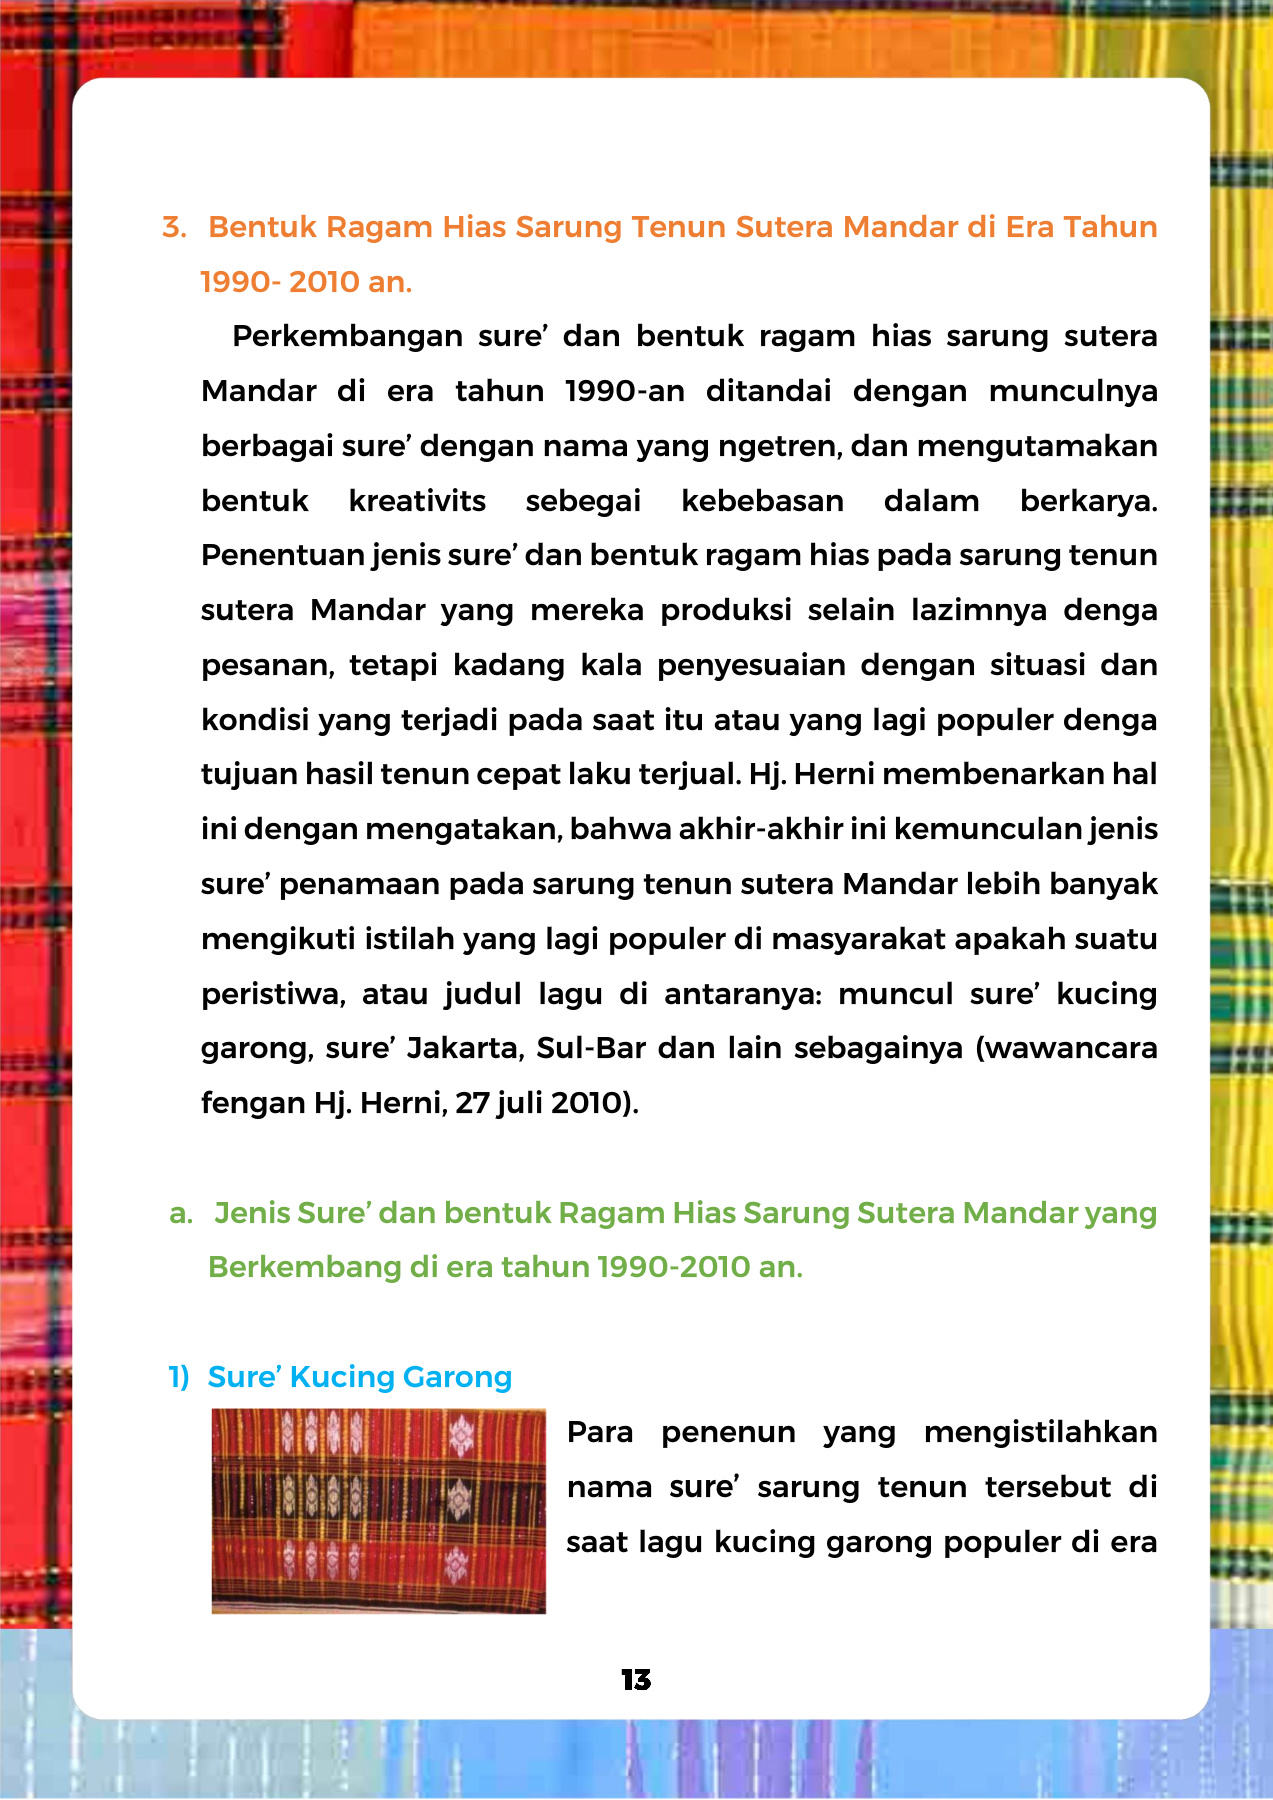 3. Bentuk Ragam Hias Sarung Tenun Sutera Mandar di Era Tahun
1990- 2010 an.
Perkembangan sure’ dan bentuk ragam hias sarung sutera
Mandar di era tahun 1990-an ditandai dengan munculnya
berbagai sure’ dengan nama yang ngetren, dan mengutamakan
bentuk kreativits sebegai kebebasan dalam berkarya.
Penentuan jenis sure’ dan bentuk ragam hias pada sarung tenun
sutera Mandar yang mereka produksi selain lazimnya denga
pesanan, tetapi kadang kala penyesuaian dengan situasi dan
kondisi yang terjadi pada saat itu atau yang lagi populer denga
tujuan hasil tenun cepat laku terjual. Hj. Herni membenarkan hal
ini dengan mengatakan, bahwa akhir-akhir ini kemunculan jenis
sure’ penamaan pada sarung tenun sutera Mandar lebih banyak
mengikuti istilah yang lagi populer di masyarakat apakah suatu
peristiwa, atau judul lagu di antaranya: muncul sure’ kucing
garong, sure’ Jakarta, Sul-Bar dan lain sebagainya (wawancara
fengan Hj. Herni, 27 juli 2010).
a. Jenis Sure’ dan bentuk Ragam Hias Sarung Sutera Mandar yang
Berkembang di era tahun 1990-2010 an.
1) Sure’ Kucing Garong
Para penenun yang mengistilahkan
nama sure’ sarung tenun tersebut di
saat lagu kucing garong populer di era
13